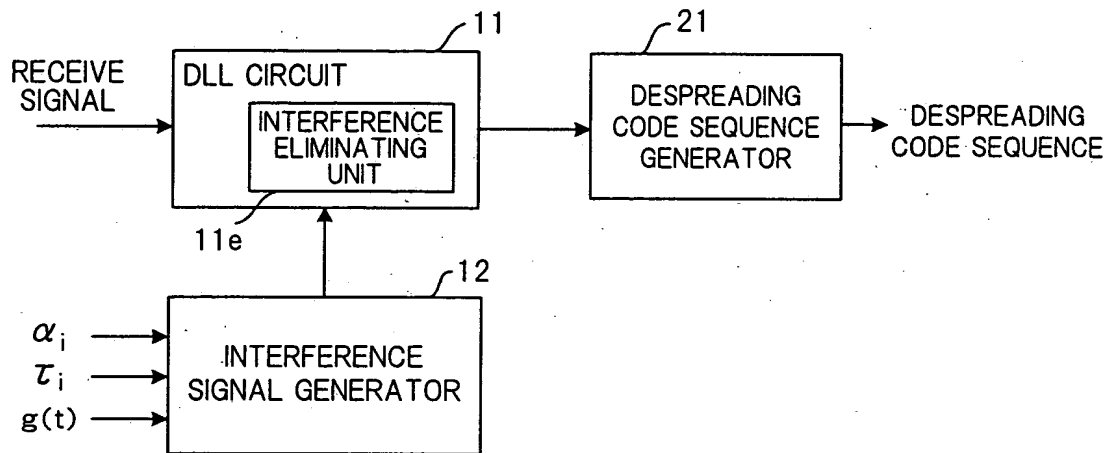 11
21
RECEIVE
SIGNAL
DLL CIRCUIT
INTERFERENCE
ELIMINATING
UNIT
11e
DESPREADING
CODE SEQUENCE
GENERATOR
DESPREADING
CODE SEQUENCE
12
αi
τi
g(t)
INTERFERENCE
SIGNAL GENERATOR